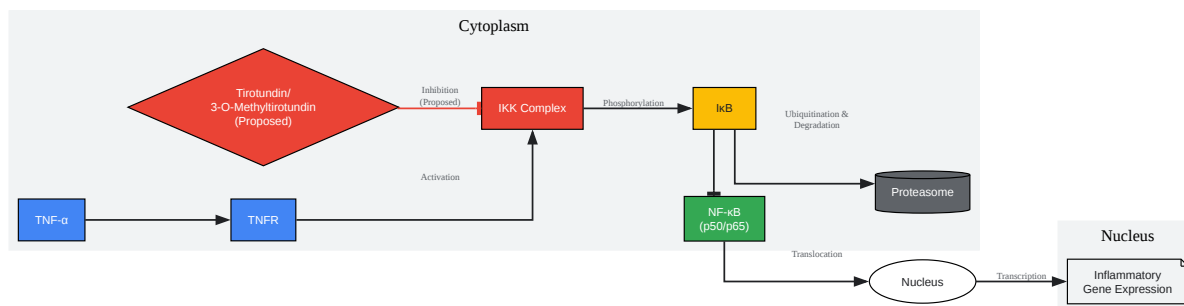 Cytoplasm
Tirotundin/
3-O-Methyltirotundin
(Proposed)
Inhibition
(Proposed)
IKK Complex
Phosphorylation
IκB
Ubiquitination &
Degradation
Activation
Proteasome
TNF-α
TNFR
NF-κB
(p50/p65)
Translocation
Nucleus
Transcription
Nucleus
Inflammatory
Gene Expression